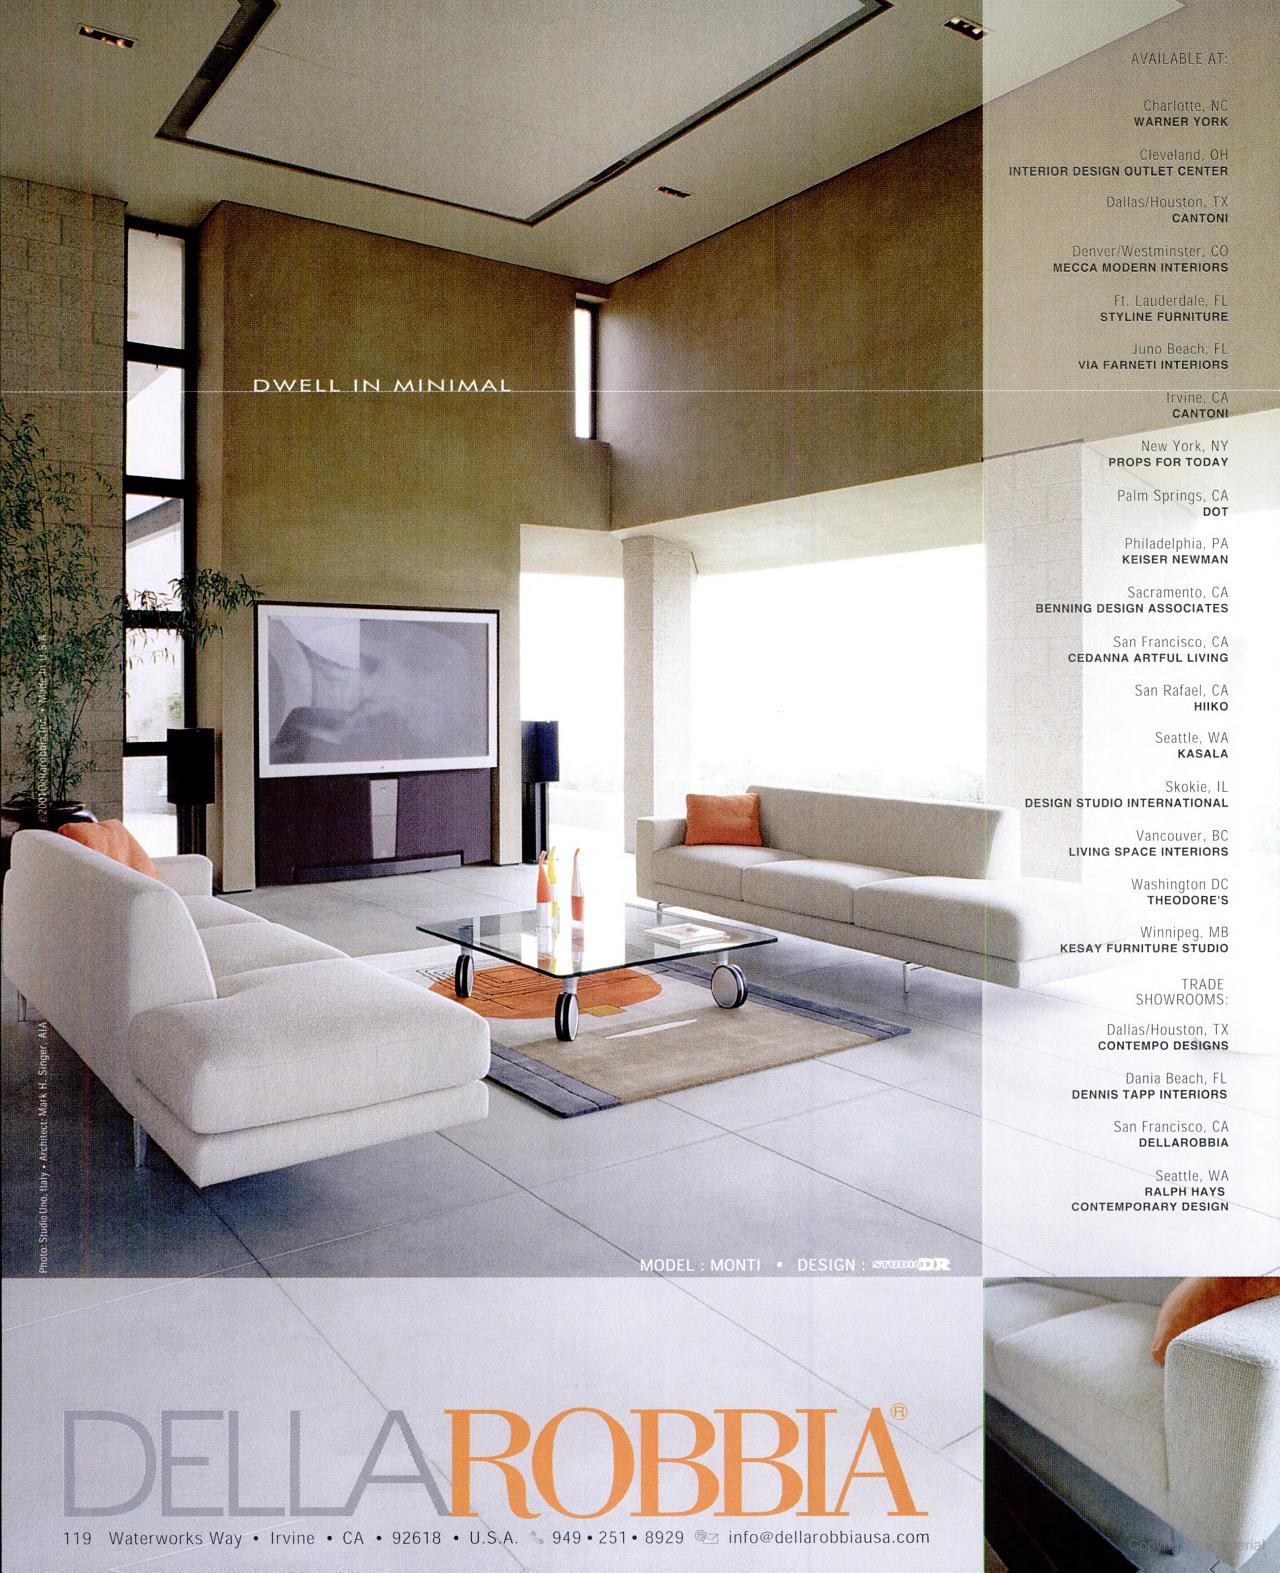 AVAILABLE AT:
Charlotte, NC
WARNER YORK
Cleveland, OH
INTERIOR DESIGN OUTLET CENTER
Dallas/Houston, TX
CANTONI
Denver/Westminster, CO
MECCA MODERN INTERIORS
Ft. Lauderdale, FL
STYLINE FURNITURE
Juno Beach, FL
VIA FARNETI INTERIORS
Irvine, CA
CANTONI
New York, NY
PROPS FOR TODAY
Palm Springs, CA
DOT
Philadelphia, PA
KEISER NEWMAN
Sacramento, CA
BENNING DESIGN ASSOCIATES
San Francisco, CA
CEDANNA ARTFUL LIVING
San Rafael, CA
HIIKO
Seattle, WA
KASALA
Skokie, IL
DESIGN STUDIO INTERNATIONAL
Vancouver, BC
LIVING SPACE INTERIORS
Washington DC
THEODORE'S
Winnipeg, MB
KESAY FURNITURE STUDIO
TRADE
SHOWROOMS:
Dallas/Houston, TX
CONTEMPO DESIGNS
Dania Beach, FL
DENNIS TAPP INTERIORS
San Francisco, CA
DELLAROBBIA
Seattle, WA
RALPH HAYS
CONTEMPORARY DESIGN
DWELL IN MINIMAL
Photo: Studio Uno, Italy • Architect: Mark H. Singer, AIA
Dellarobbia Inc. • Made in U.S.A
MODEL : MONTI • DESIGN : STUDIO DR
DELLAROBBIA®
119 Waterworks Way • Irvine • CA • 92618 • U.S.A. 949 • 251 • 8929 info@dellarobbiausa.com